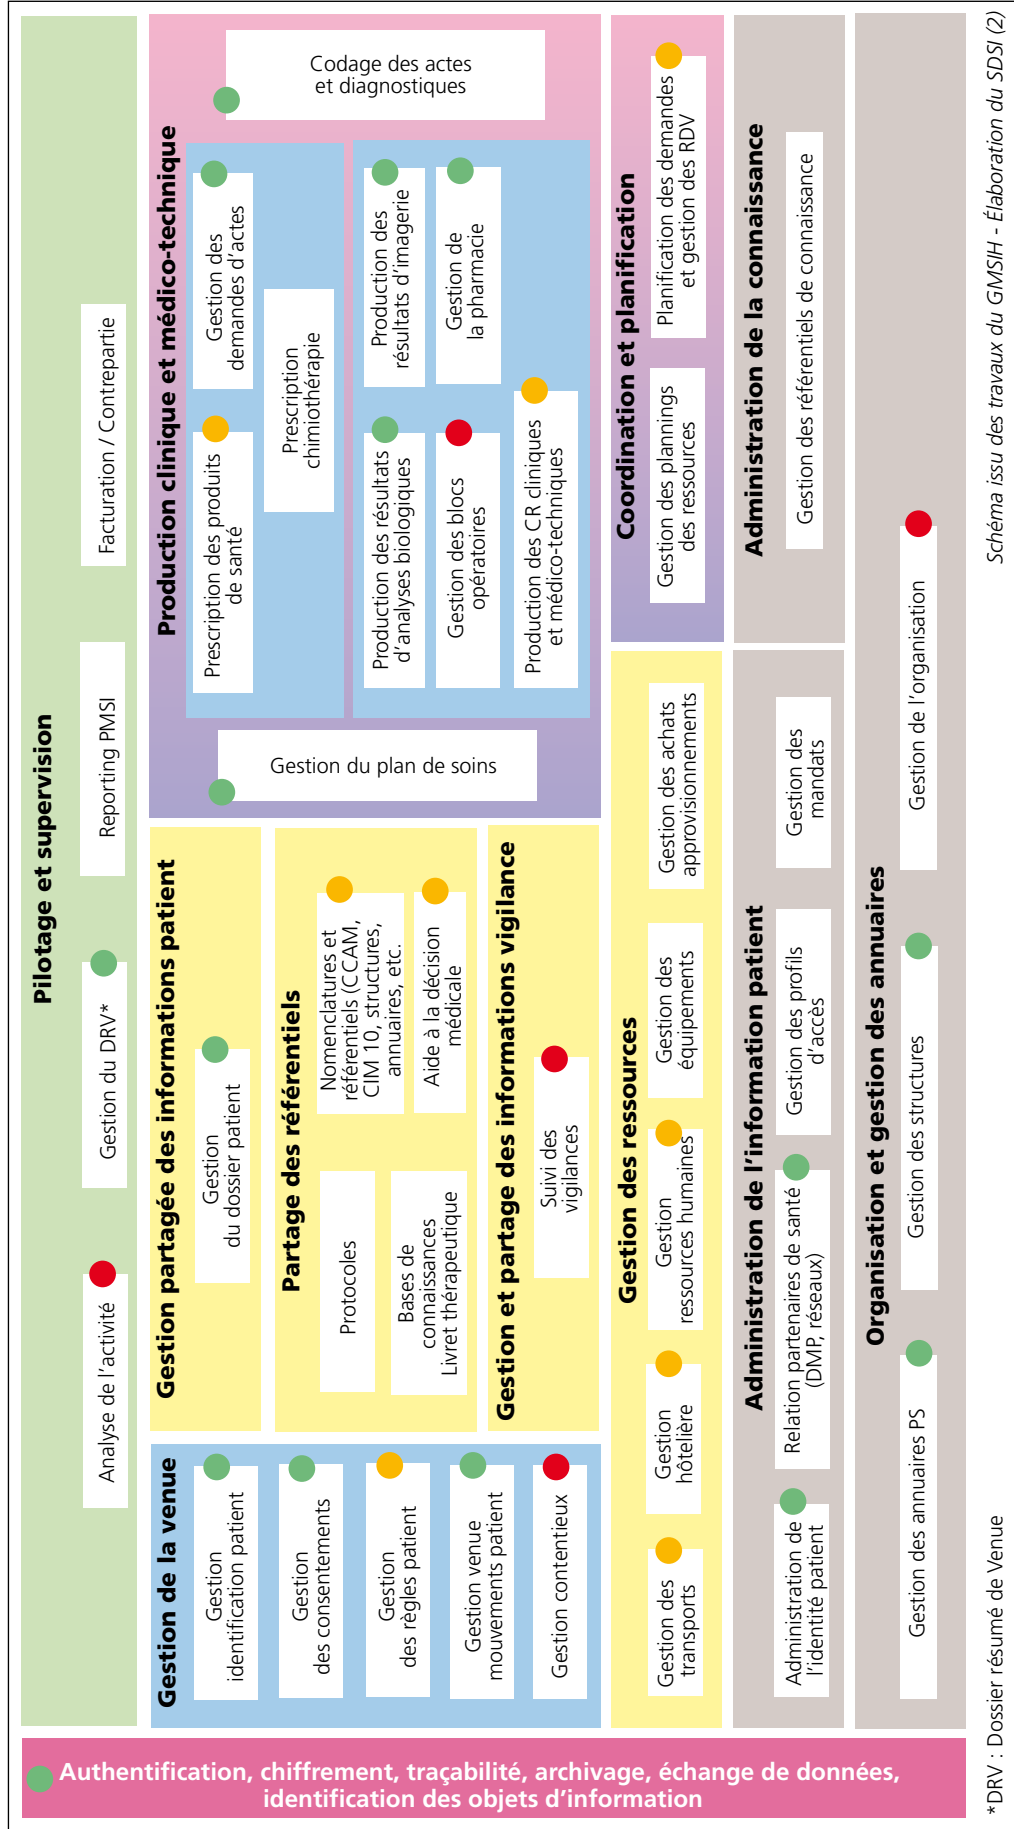 Pilotage et supervision
Analyse de l'activité
Gestion du DRV*
Reporting PMSI
Facturation / Contrepartie
Gestion de la venue
Gestion
identification patient
Gestion
des consentements
Gestion
des règles patient
Gestion venue
mouvements patient
Gestion contentieux
Gestion partagée des informations patient
Gestion
du dossier patient
Partage des référentiels
Protocoles
Nomenclatures et
référentiels (CCAM,
CIM 10, structures,
annuaires, etc.
Bases de
connaissances
Livret thérapeutique
Aide à la décision
médicale
Gestion et partage des informations vigilance
Suivi des
vigilances
Production clinique et médico-technique
Gestion du plan de soins
Prescription des produits
de santé
Gestion des
demandes d'actes
Prescription
chimiothérapie
Production des résultats
d'analyses biologiques
Production des
résultats d'imagerie
Gestion des blocs
opératoires
Gestion de
la pharmacie
Production des CR cliniques
et médico-techniques
Codage des actes
et diagnostiques
Gestion des ressources
Gestion des
transports
Gestion
hôtelière
Gestion
ressources humaines
Gestion des
équipements
Gestion des achats
approvisionnements
Coordination et planification
Gestion des plannings
des ressources
Planification des demandes
et gestion des RDV
Administration de l'information patient
Administration de
l'identité patient
Relation partenaires de santé
(DMP, réseaux)
Gestion des profils
d'accès
Gestion des
mandats
Administration de la connaissance
Gestion des référentiels de connaissance
Organisation et gestion des annuaires
Gestion des annuaires PS
Gestion des structures
Gestion de l'organisation
Authentification, chiffrement, traçabilité, archivage, échange de données,
identification des objets d'information
*DRV : Dossier résumé de Venue
Schéma issu des travaux du GMSIH - Élaboration du SDSI (2)